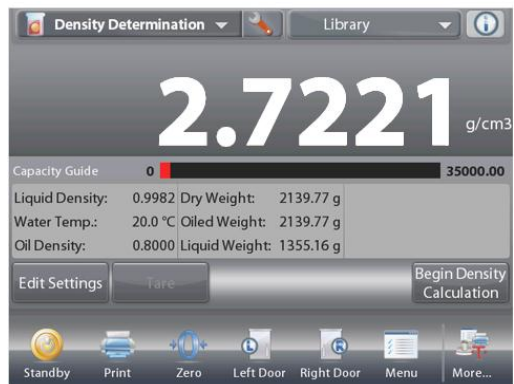 Density Determination Library
2.7221 g/cm3
Capacity Guide 0 35000.00
Liquid Density: 0.9982 Dry Weight: 2139.77 g
Water Temp.: 20.0 °C Oiled Weight: 2139.77 g
Oil Density: 0.8000 Liquid Weight: 1355.16 g
Edit Settings Tare Begin Density
Calculation
L R
Standby Print Zero Left Door Right Door Menu More...